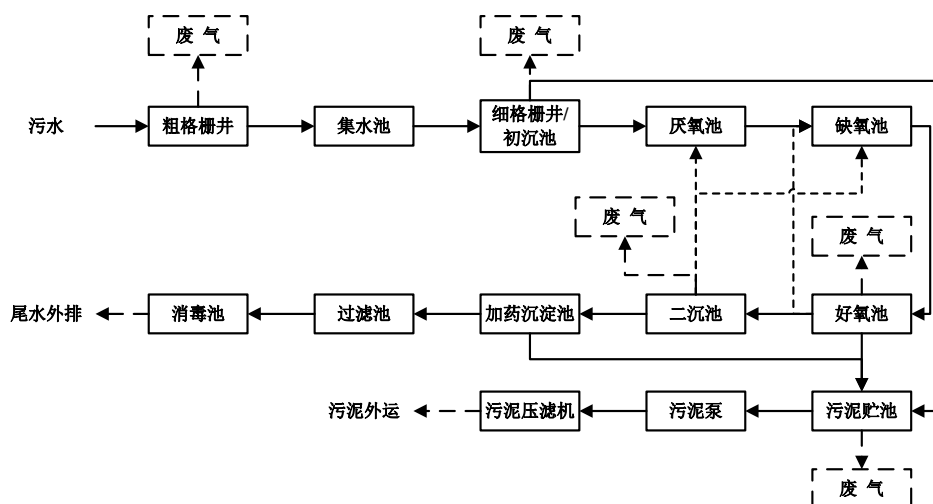 废 气
废 气
污水
粗格栅井
集水池
细格栅井/
初沉池
厌氧池
缺氧池
废 气
废 气
尾水外排
消毒池
过滤池
加药沉淀池
二沉池
好氧池
污泥外运
污泥压滤机
污泥泵
污泥贮池
废 气